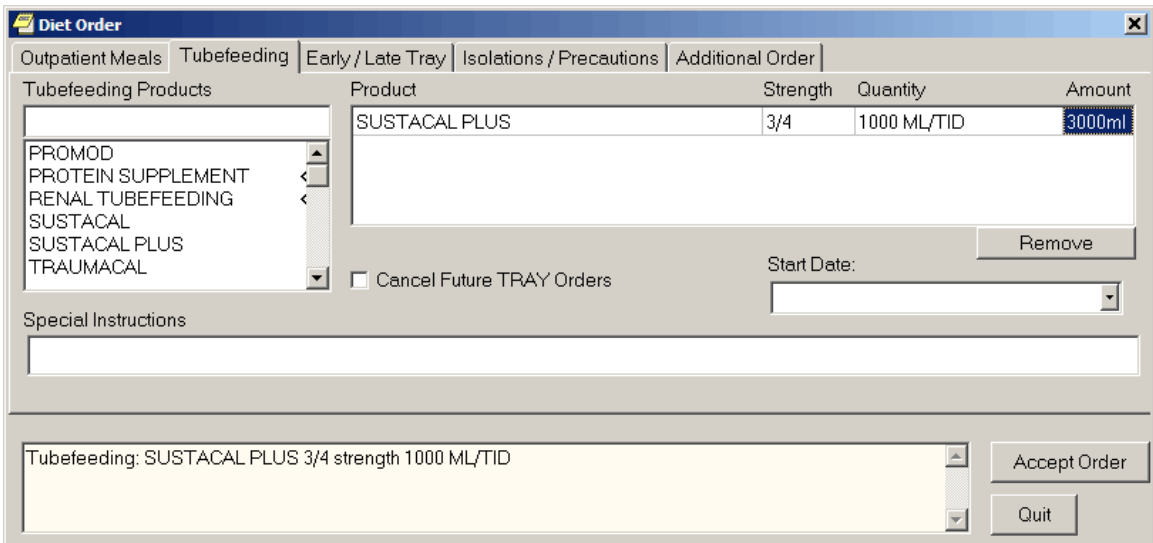 Diet Order
Outpatient Meals Tubefeeding Early / Late Tray Isolations / Precautions Additional Order
Tubefeeding Products Product Strength Quantity Amount
SUSTACAL PLUS 3/4 1000 ML/TID 3000ml
PROMOD
PROTEIN SUPPLEMENT <
RENAL TUBEFEEDING <
SUSTACAL
SUSTACAL PLUS
TRAUMACAL
Remove
Cancel Future TRAY Orders
Start Date:
Special Instructions
Tubefeeding: SUSTACAL PLUS 3/4 strength 1000 ML/TID
Accept Order
Quit